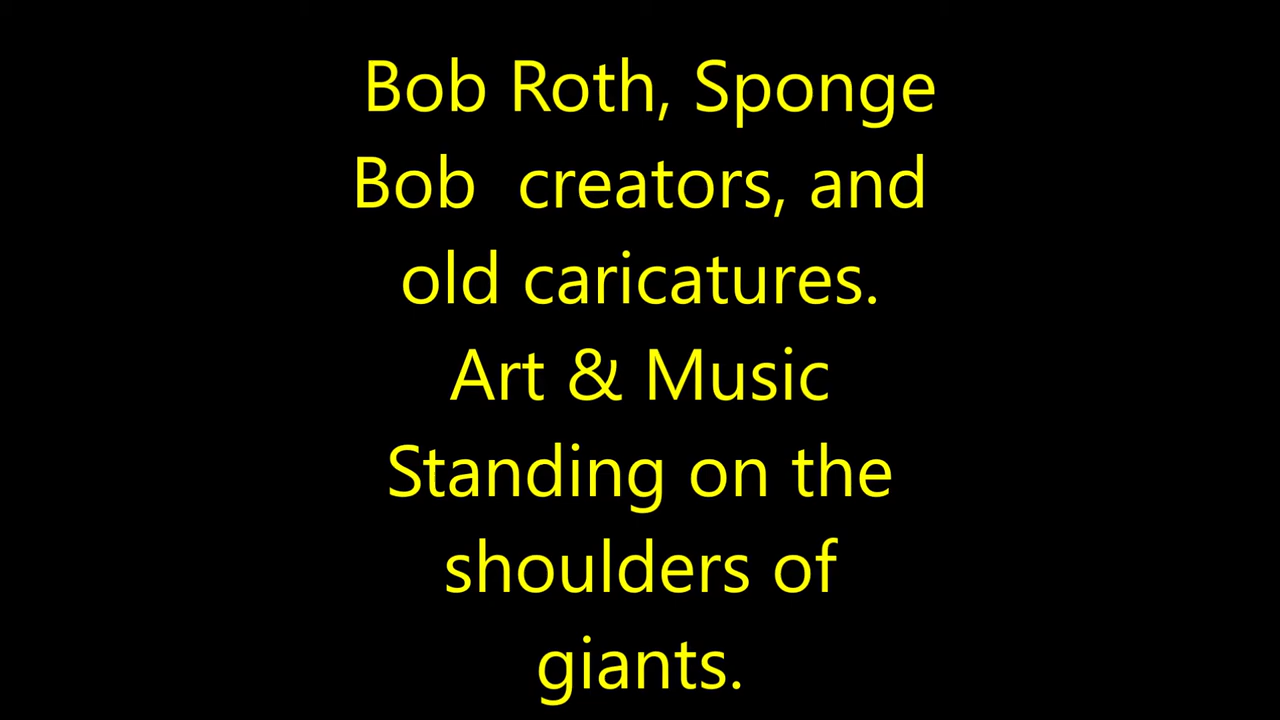 Bob Roth, Sponge
Bob  creators, and
old caricatures.
Art & Music
Standing on the
shoulders of
giants.